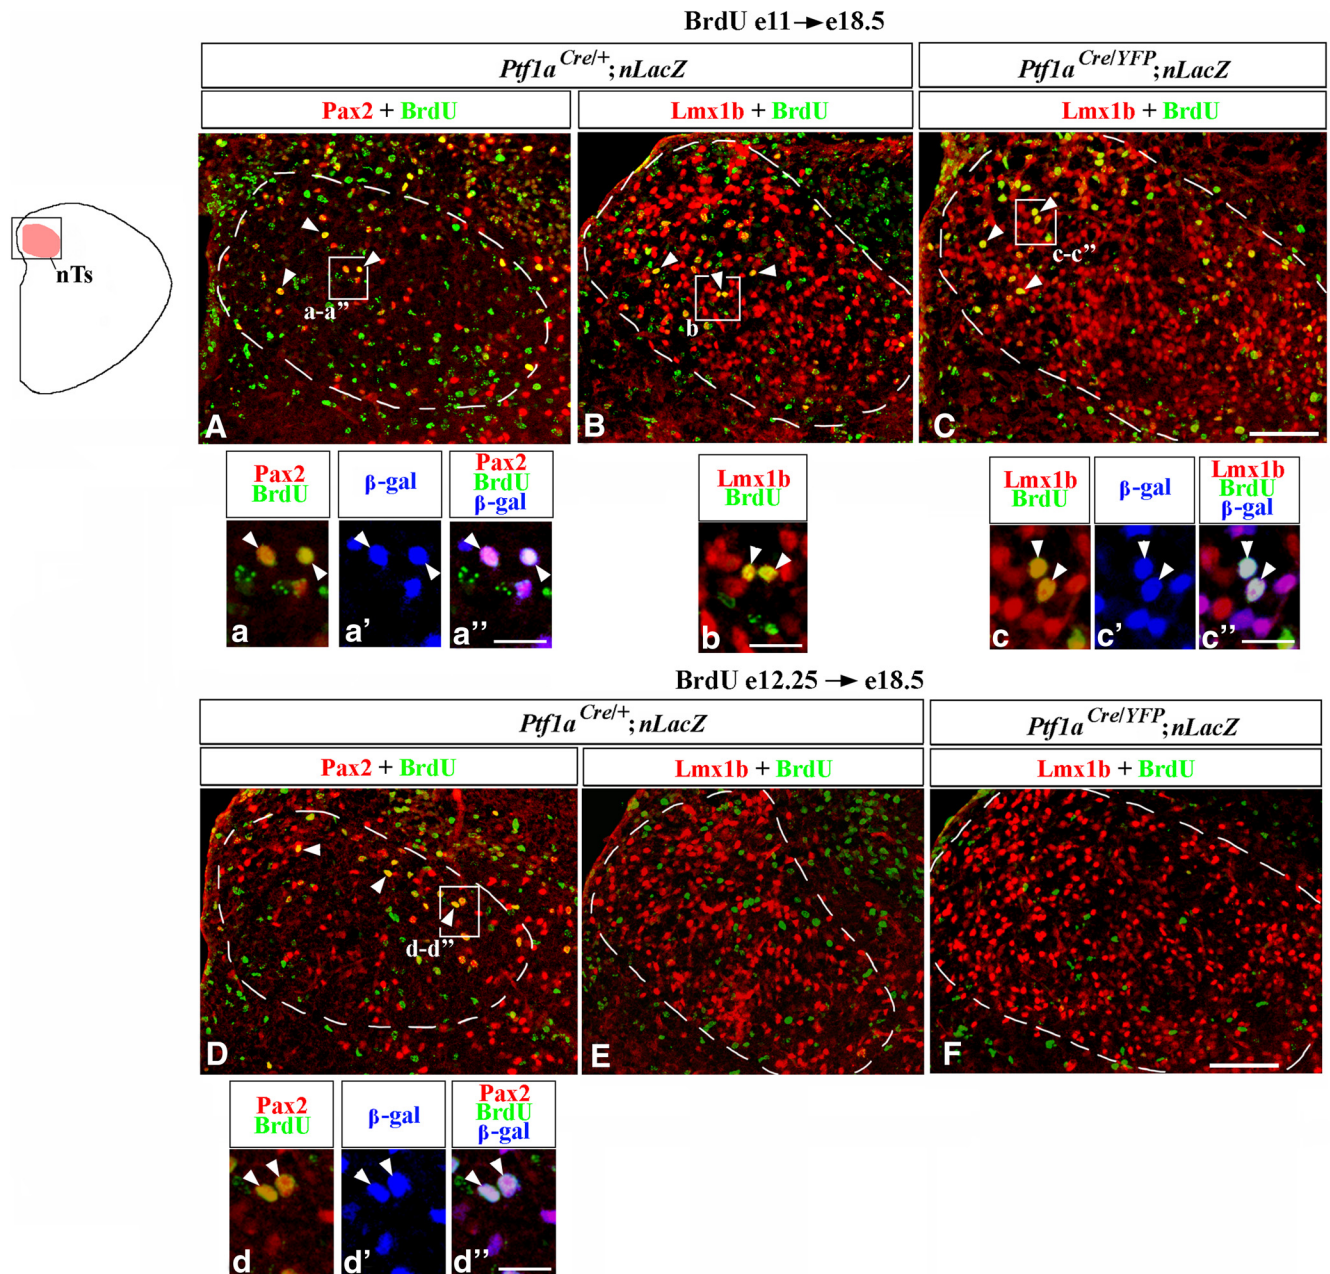 BrdU e11→e18.5
Ptf1a Cre/+;nLacZ
Ptf1a Cre/YFP;nLacZ
Pax2 + BrdU
Lmx1b + BrdU
Lmx1b + BrdU
nTs
a-a”
b
c-c”
A
B
C
Pax2
BrdU
β-gal
Pax2
BrdU
β-gal
Lmx1b
BrdU
Lmx1b
BrdU
β-gal
Lmx1b
BrdU
β-gal
a
a'
a''
b
c
c'
c''
BrdU e12.25 → e18.5
Ptf1a Cre/+;nLacZ
Ptf1a Cre/YFP;nLacZ
Pax2 + BrdU
Lmx1b + BrdU
Lmx1b + BrdU
d-d”
D
E
F
Pax2
BrdU
β-gal
Pax2
BrdU
β-gal
d
d'
d''